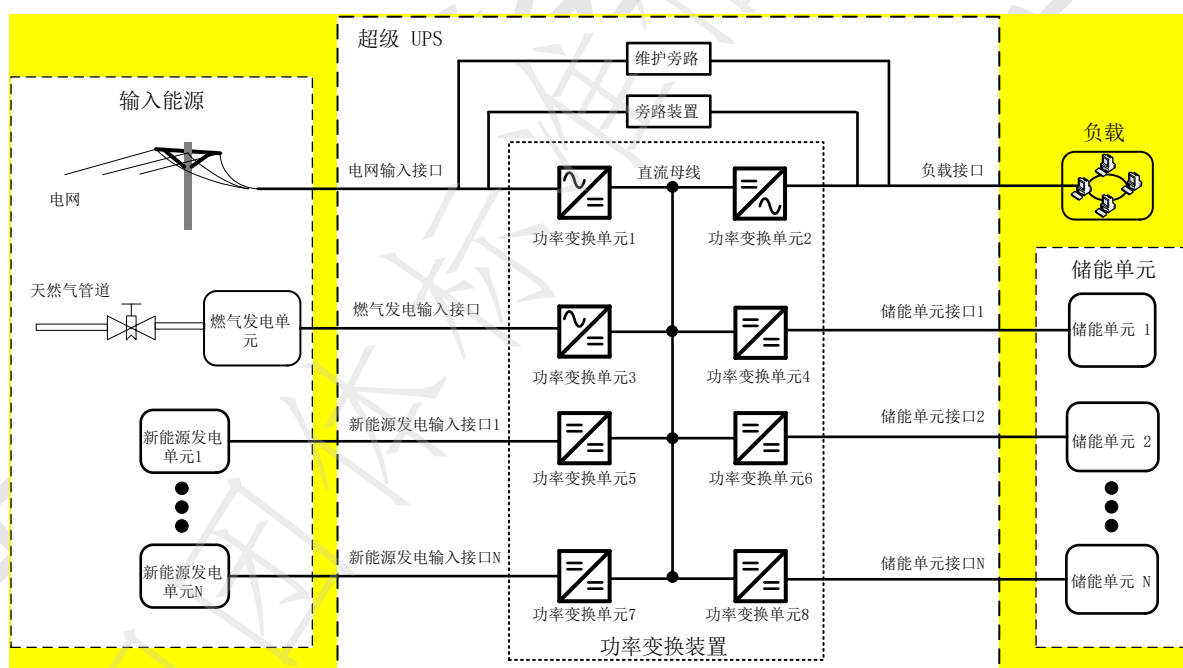 超级 UPS
维护旁路
输入能源
旁路装置
负载
电网输入接口
直流母线
负载接口
电网
功率变换单元1
功率变换单元2
储能单元
天然气管道
燃气发电输入接口
储能单元接口1
燃气发电单
元
储能单元 1
功率变换单元3
功率变换单元4
新能源发电输入接口1
储能单元接口2
新能源发电
单元1
储能单元 2
功率变换单元5
功率变换单元6
新能源发电输入接口N
储能单元接口N
新能源发电
单元N
储能单元 N
功率变换单元7
功率变换单元8
功率变换装置
团体标准